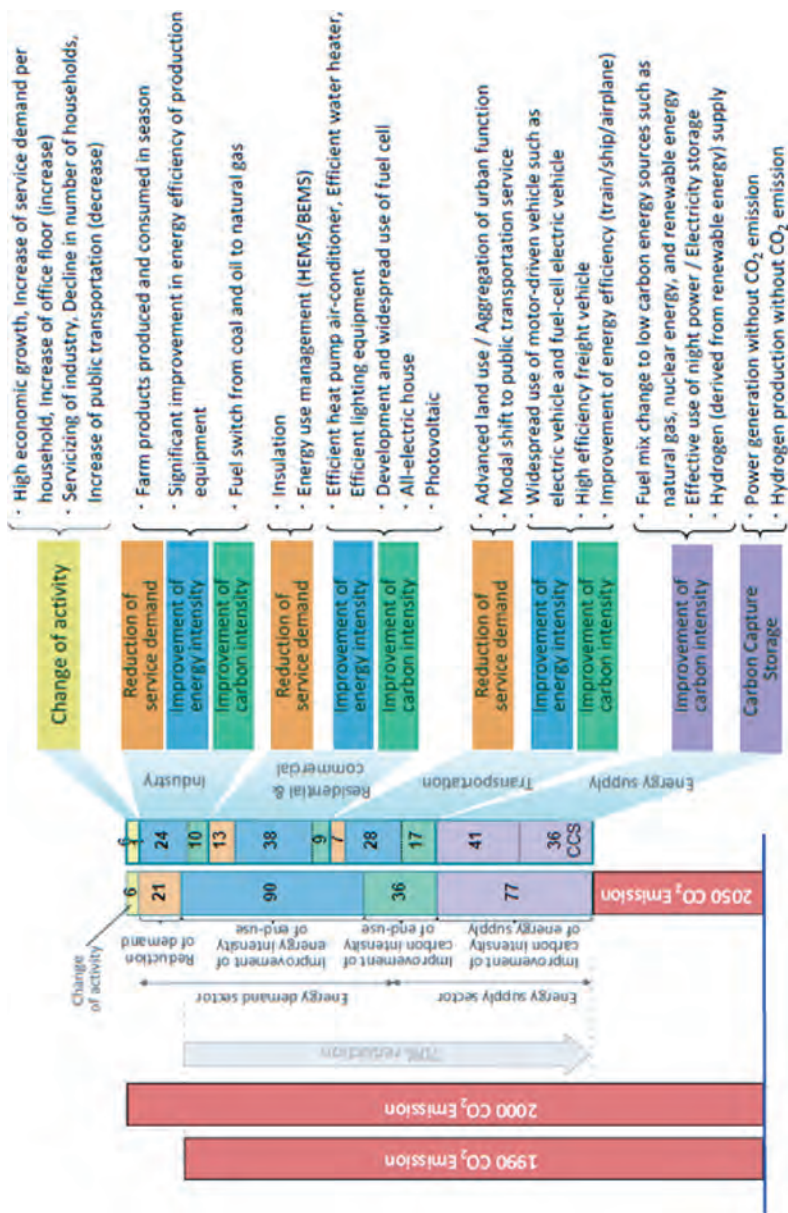 Change of activity
· High economic growth, Increase of service demand per
household, Increase of office floor (increase)
· Servicizing of industry, Decline in number of households,
Increase of public transportation (decrease)
Industry
Reduction of
service demand
Improvement of
energy intensity
Improvement of
carbon intensity
· Farm products produced and consumed in season
· Significant improvement in energy efficiency of production
equipment
· Fuel switch from coal and oil to natural gas
Residential &
commercial
Reduction of
service demand
Improvement of
energy intensity
Improvement of
carbon intensity
· Insulation
· Energy use management (HEMS/BEMS)
· Efficient heat pump air-conditioner, Efficient water heater,
Efficient lighting equipment
· Development and widespread use of fuel cell
· All-electric house
· Photovoltaic
Transportation
Reduction of
service demand
Improvement of
energy intensity
Improvement of
carbon intensity
· Advanced land use / Aggregation of urban function
· Modal shift to public transportation service
· Widespread use of motor-driven vehicle such as
electric vehicle and fuel-cell electric vehicle
· High efficiency freight vehicle
· Improvement of energy efficiency (train/ship/airplane)
Energy supply
Improvement of
carbon intensity
Carbon Capture
Storage
· Fuel mix change to low carbon energy sources such as
natural gas, nuclear energy, and renewable energy
· Effective use of night power / Electricity storage
· Hydrogen (derived from renewable energy) supply
· Power generation without CO₂ emission
· Hydrogen production without CO₂ emission
6
24
10
13
38
9
7
28
17
41
36
CCS
6
21
90
36
77
2050 CO₂ Emission
Change
of activity
Reduction
of demand
Improvement of
energy intensity
of end-use
Improvement of
carbon intensity
of end-use
Improvement of
carbon intensity
of energy supply
Energy demand sector
Energy supply sector
70% reduction
2000 CO₂ Emission
1990 CO₂ Emission